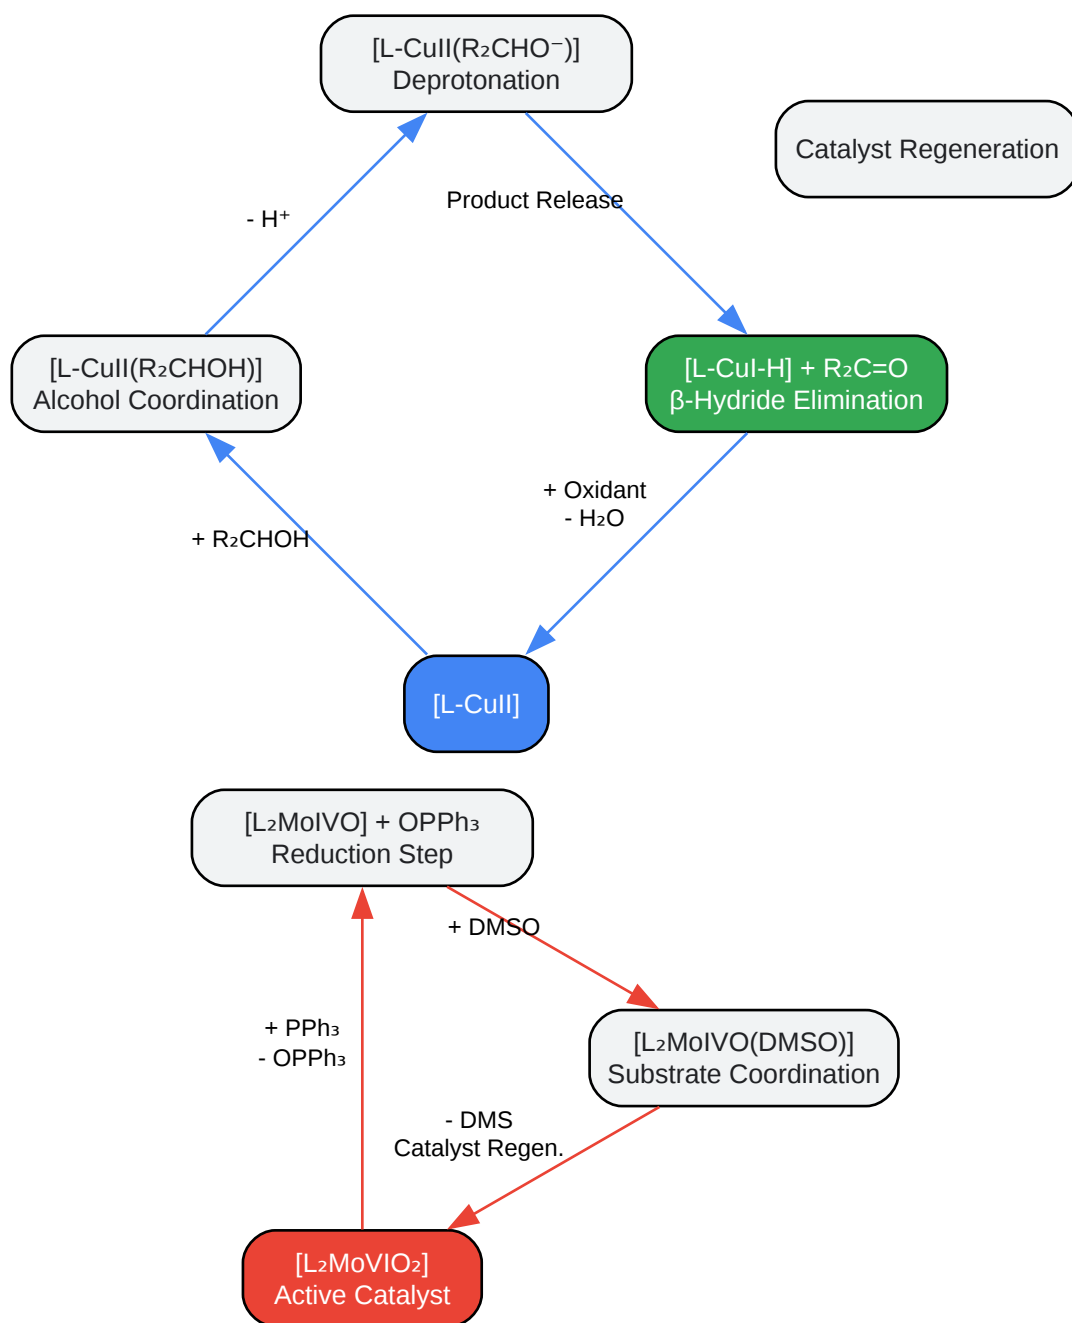 [L-CuII(R₂CHO⁻)]
Deprotonation
Catalyst Regeneration
Product Release
- H⁺
[L-CuII(R₂CHOH)]
Alcohol Coordination
[L-CuI-H] + R₂C=O
β-Hydride Elimination
+ Oxidant
- H₂O
+ R₂CHOH
[L-CuII]
[L₂MoIVO] + OPPh₃
Reduction Step
+ DMSO
+ PPh₃
- OPPh₃
[L₂MoIVO(DMSO)]
Substrate Coordination
- DMS
Catalyst Regen.
[L₂MoVIO₂]
Active Catalyst